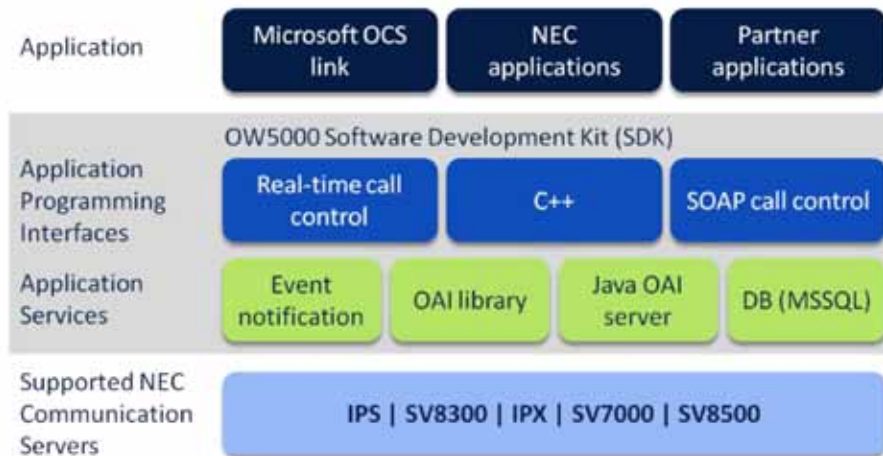 Application
Microsoft OCS
link
NEC
applications
Partner
applications
OW5000 Software Development Kit (SDK)
Application
Programming
Interfaces
Real-time call
control
C++
SOAP call control
Application
Services
Event
notification
OAI library
Java OAI
server
DB (MSSQL)
Supported NEC
Communication
Servers
IPS | SV8300 | IPX | SV7000 | SV8500